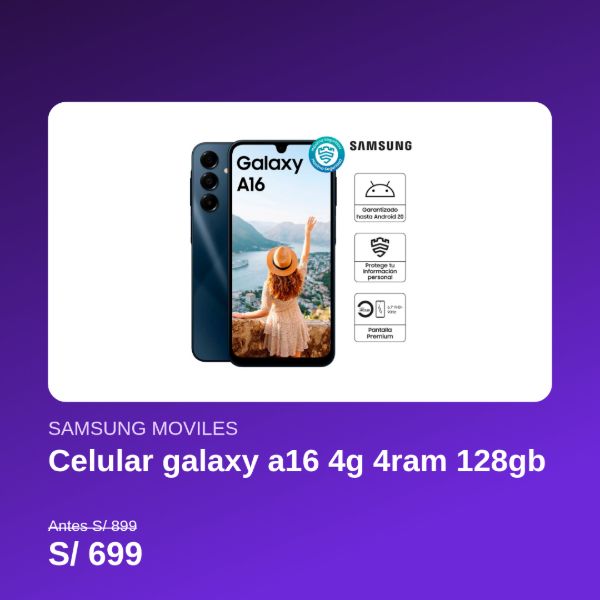 Galaxy
A16
SAMSUNG
Garantizado
hasta Android 20
Protege tu
información
personal
Pantalla
Premium
SAMSUNG MOVILES
Celular galaxy a16 4g 4ram 128gb
Antes S/ 899
S/ 699